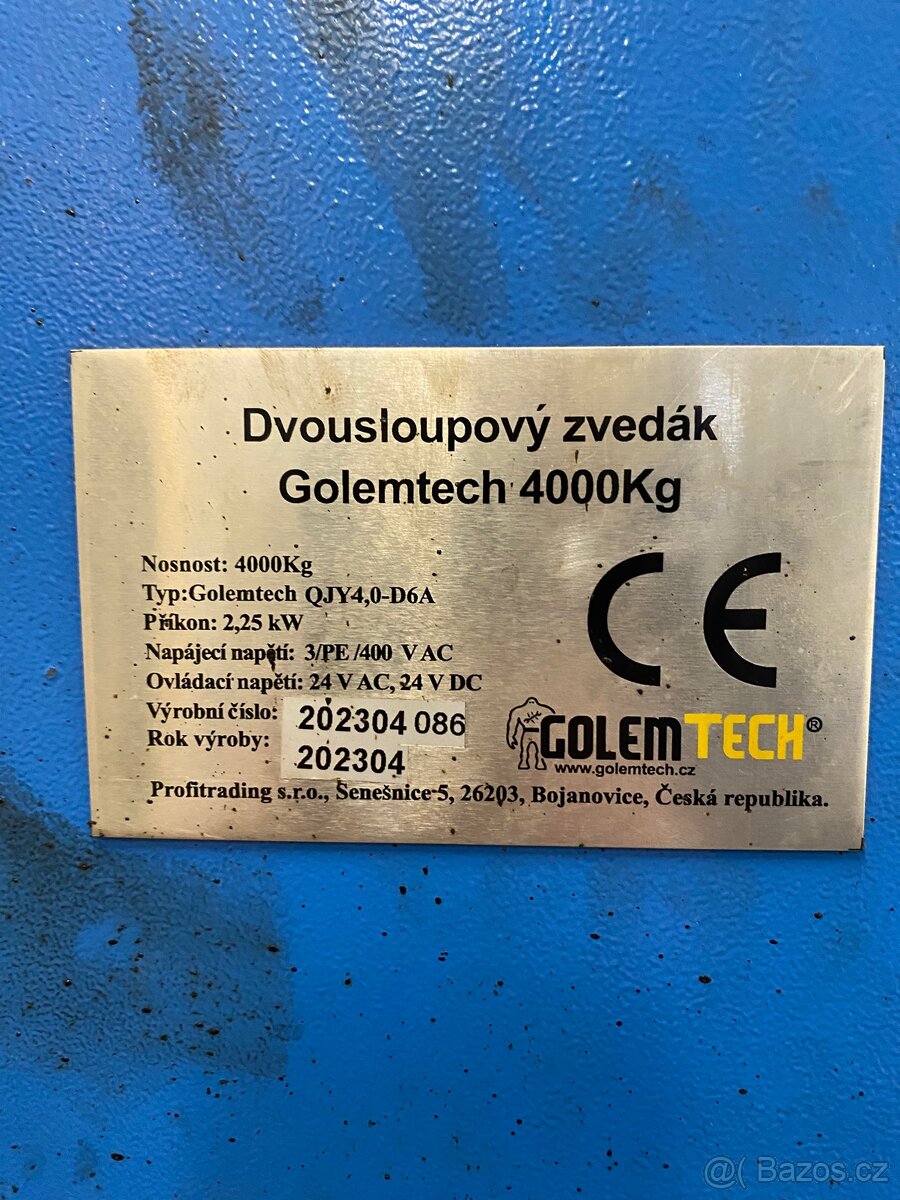 Dvousloupový zvedák
Golemtech 4000Kg
Nosnost: 4000Kg
Typ:Golemtech QJY4,0-D6A
Příkon: 2,25 kW
Napájecí napětí: 3/PE /400 V AC
Ovládací napětí: 24 V AC, 24 V DC
Výrobní číslo: 202304 086
Rok výroby: 202304
CE
GOLEMTECH®
www.golemtech.cz
Profitrading s.r.o., Senešnice 5, 26203, Bojanovice, Česká republika.
@( Bazos.cz